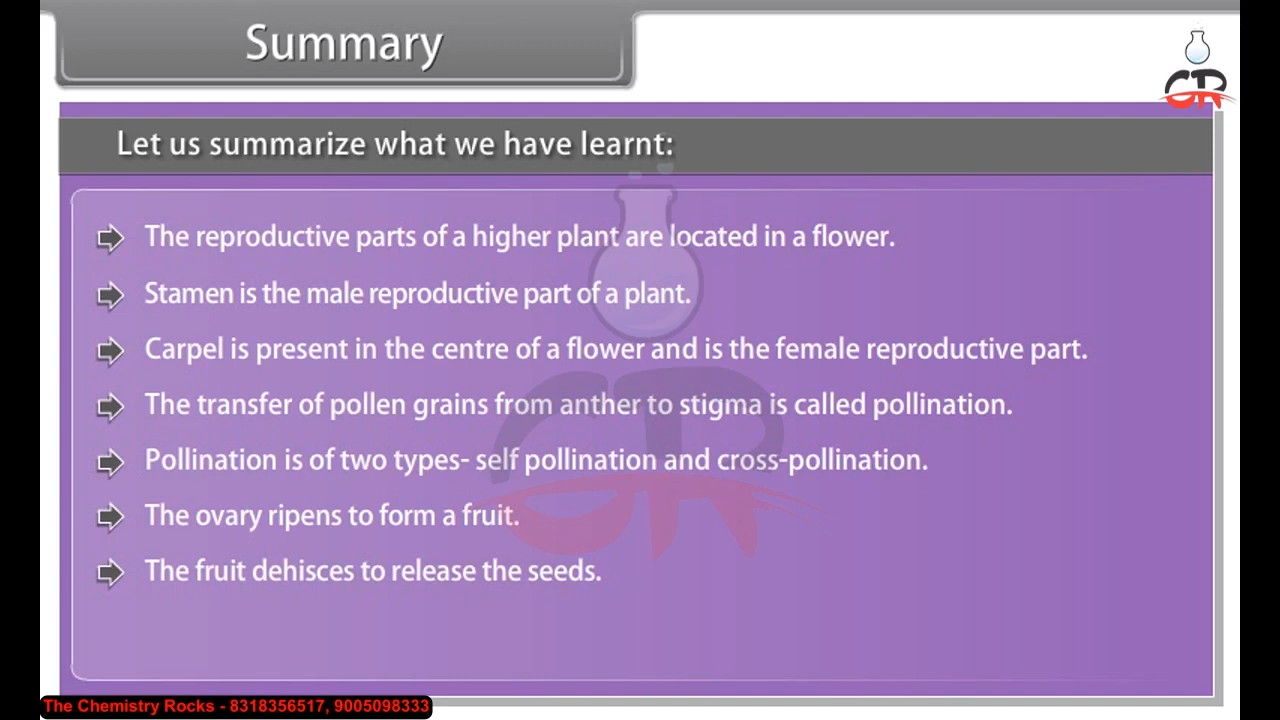 Summary
CR
Let us summarize what we have learnt:
The reproductive parts of a higher plant are located in a flower.
Stamen is the male reproductive part of a plant.
Carpel is present in the centre of a flower and is the female reproductive part.
The transfer of pollen grains from anther to stigma is called pollination.
Pollination is of two types- self pollination and cross-pollination.
The ovary ripens to form a fruit.
The fruit dehisces to release the seeds.
CR
The Chemistry Rocks - 8318356517, 9005098333